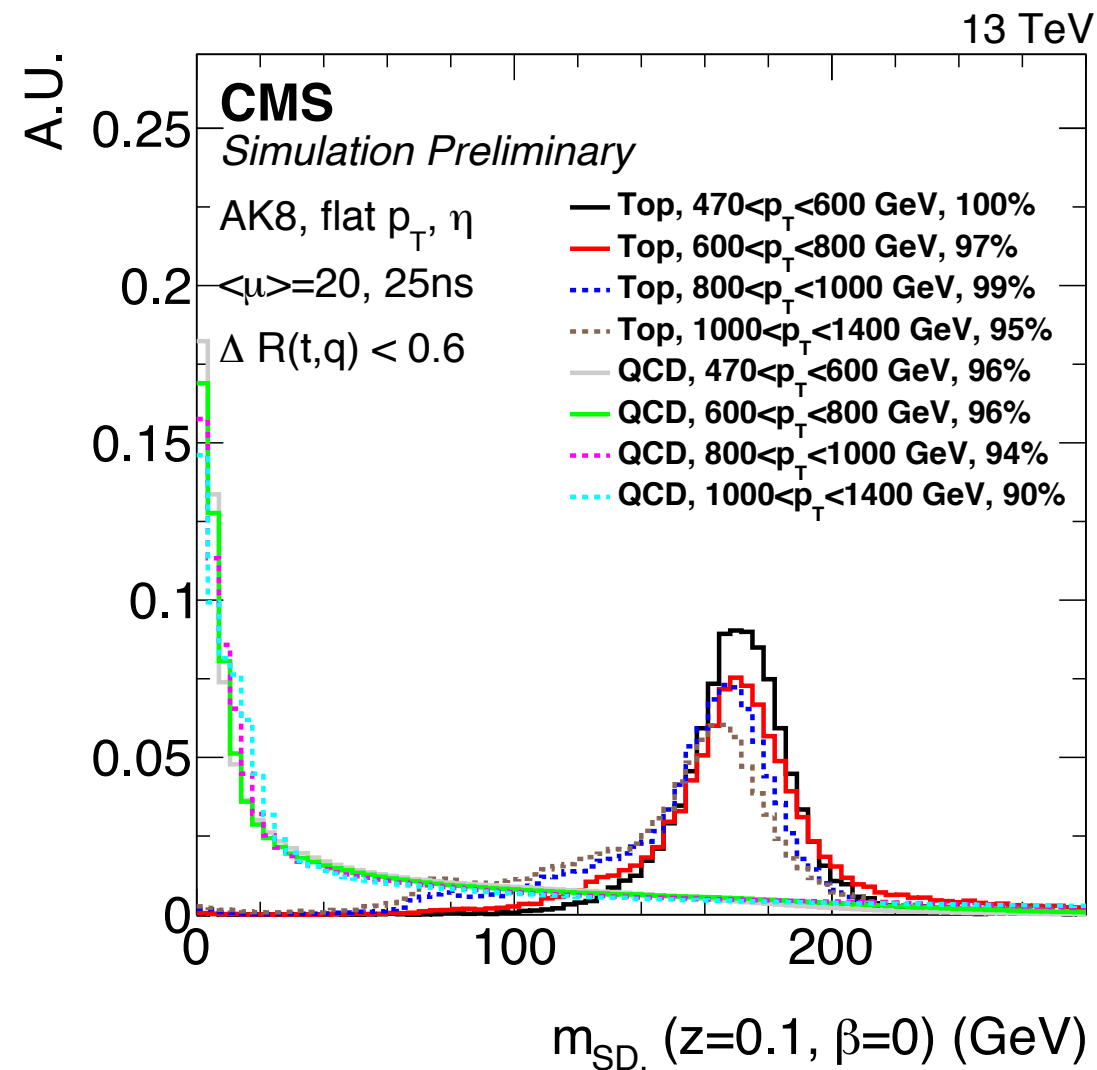 13 TeV
A.U.
CMS
Simulation Preliminary
AK8, flat p_T, η
<μ>=20, 25ns
Δ R(t,q) < 0.6
Top, 470<p_T<600 GeV, 100%
Top, 600<p_T<800 GeV, 97%
Top, 800<p_T<1000 GeV, 99%
Top, 1000<p_T<1400 GeV, 95%
QCD, 470<p_T<600 GeV, 96%
QCD, 600<p_T<800 GeV, 96%
QCD, 800<p_T<1000 GeV, 94%
QCD, 1000<p_T<1400 GeV, 90%
0.25
0.2
0.15
0.1
0.05
0
0 100 200
m_SD. (z=0.1, β=0) (GeV)